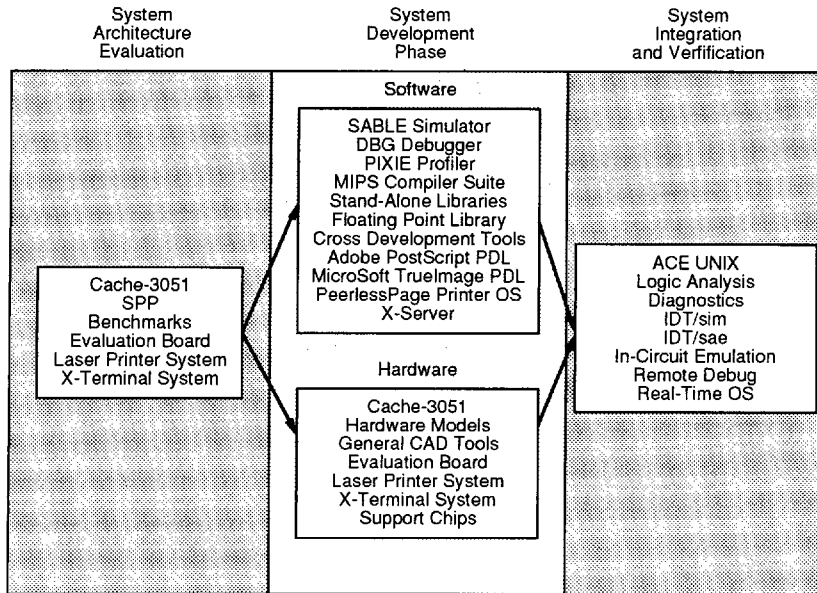 System
Architecture
Evaluation
System
Development
Phase
System
Integration
and Verfification
Software
SABLE Simulator
DBG Debugger
PIXIE Profiler
MIPS Compiler Suite
Stand-Alone Libraries
Floating Point Library
Cross Development Tools
Adobe PostScript PDL
MicroSoft TrueImage PDL
PeerlessPage Printer OS
X-Server
Cache-3051
SPP
Benchmarks
Evaluation Board
Laser Printer System
X-Terminal System
Hardware
Cache-3051
Hardware Models
General CAD Tools
Evaluation Board
Laser Printer System
X-Terminal System
Support Chips
ACE UNIX
Logic Analysis
Diagnostics
IDT/sim
IDT/sae
In-Circuit Emulation
Remote Debug
Real-Time OS